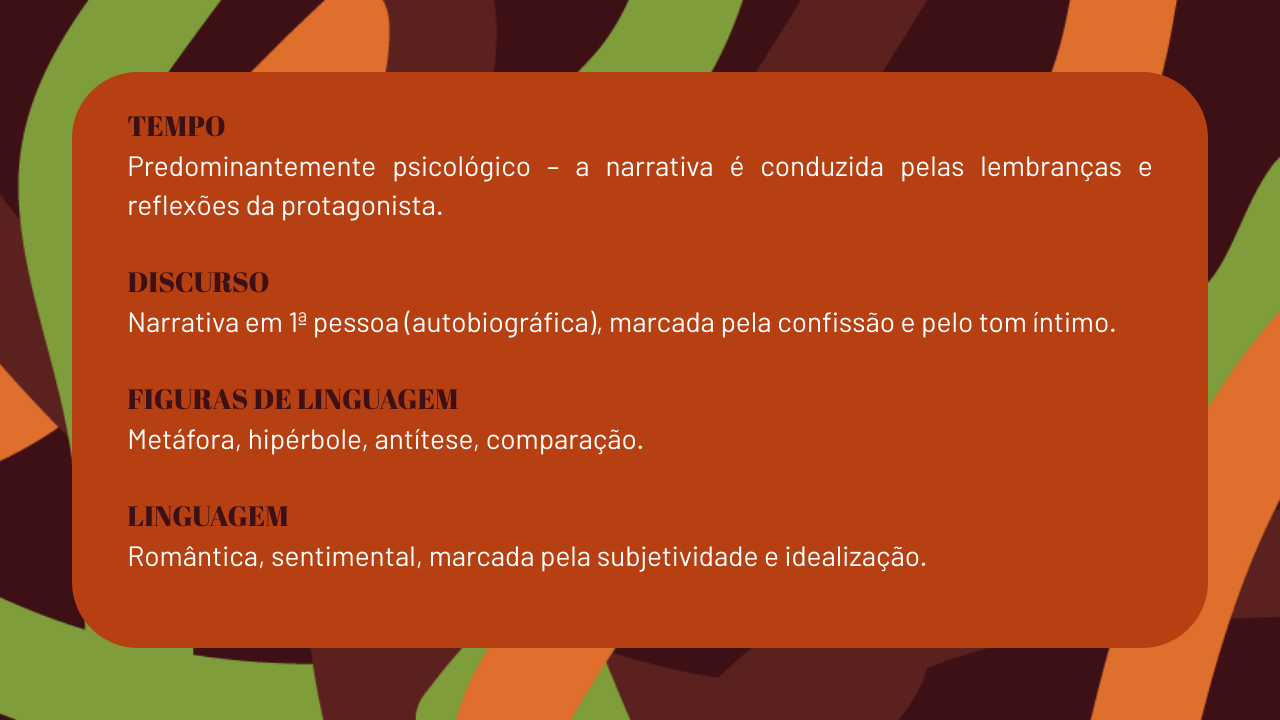 TEMPO
Predominantemente psicológico – a narrativa é conduzida pelas lembranças e
reflexões da protagonista.
DISCURSO
Narrativa em 1ª pessoa (autobiográfica), marcada pela confissão e pelo tom íntimo.
FIGURAS DE LINGUAGEM
Metáfora, hipérbole, antítese, comparação.
LINGUAGEM
Romântica, sentimental, marcada pela subjetividade e idealização.